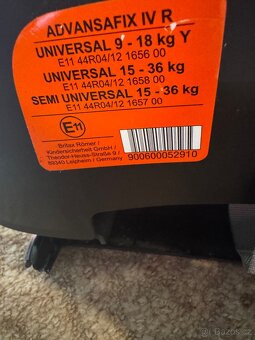 ADVANSAFIX IV R
UNIVERSAL 9 - 18 kg Y
E11 44R04/12 1656 00
UNIVERSAL 15 - 36 kg
E11 44R04/12 1658 00
SEMI UNIVERSAL 15 - 36 kg
E11 44R04/12 1657 00
E11
Britax Römer /
Kindersicherheit GmbH /
Theodor-Heuss-Straße 9 /
89340 Leipheim / Germany
900600052910